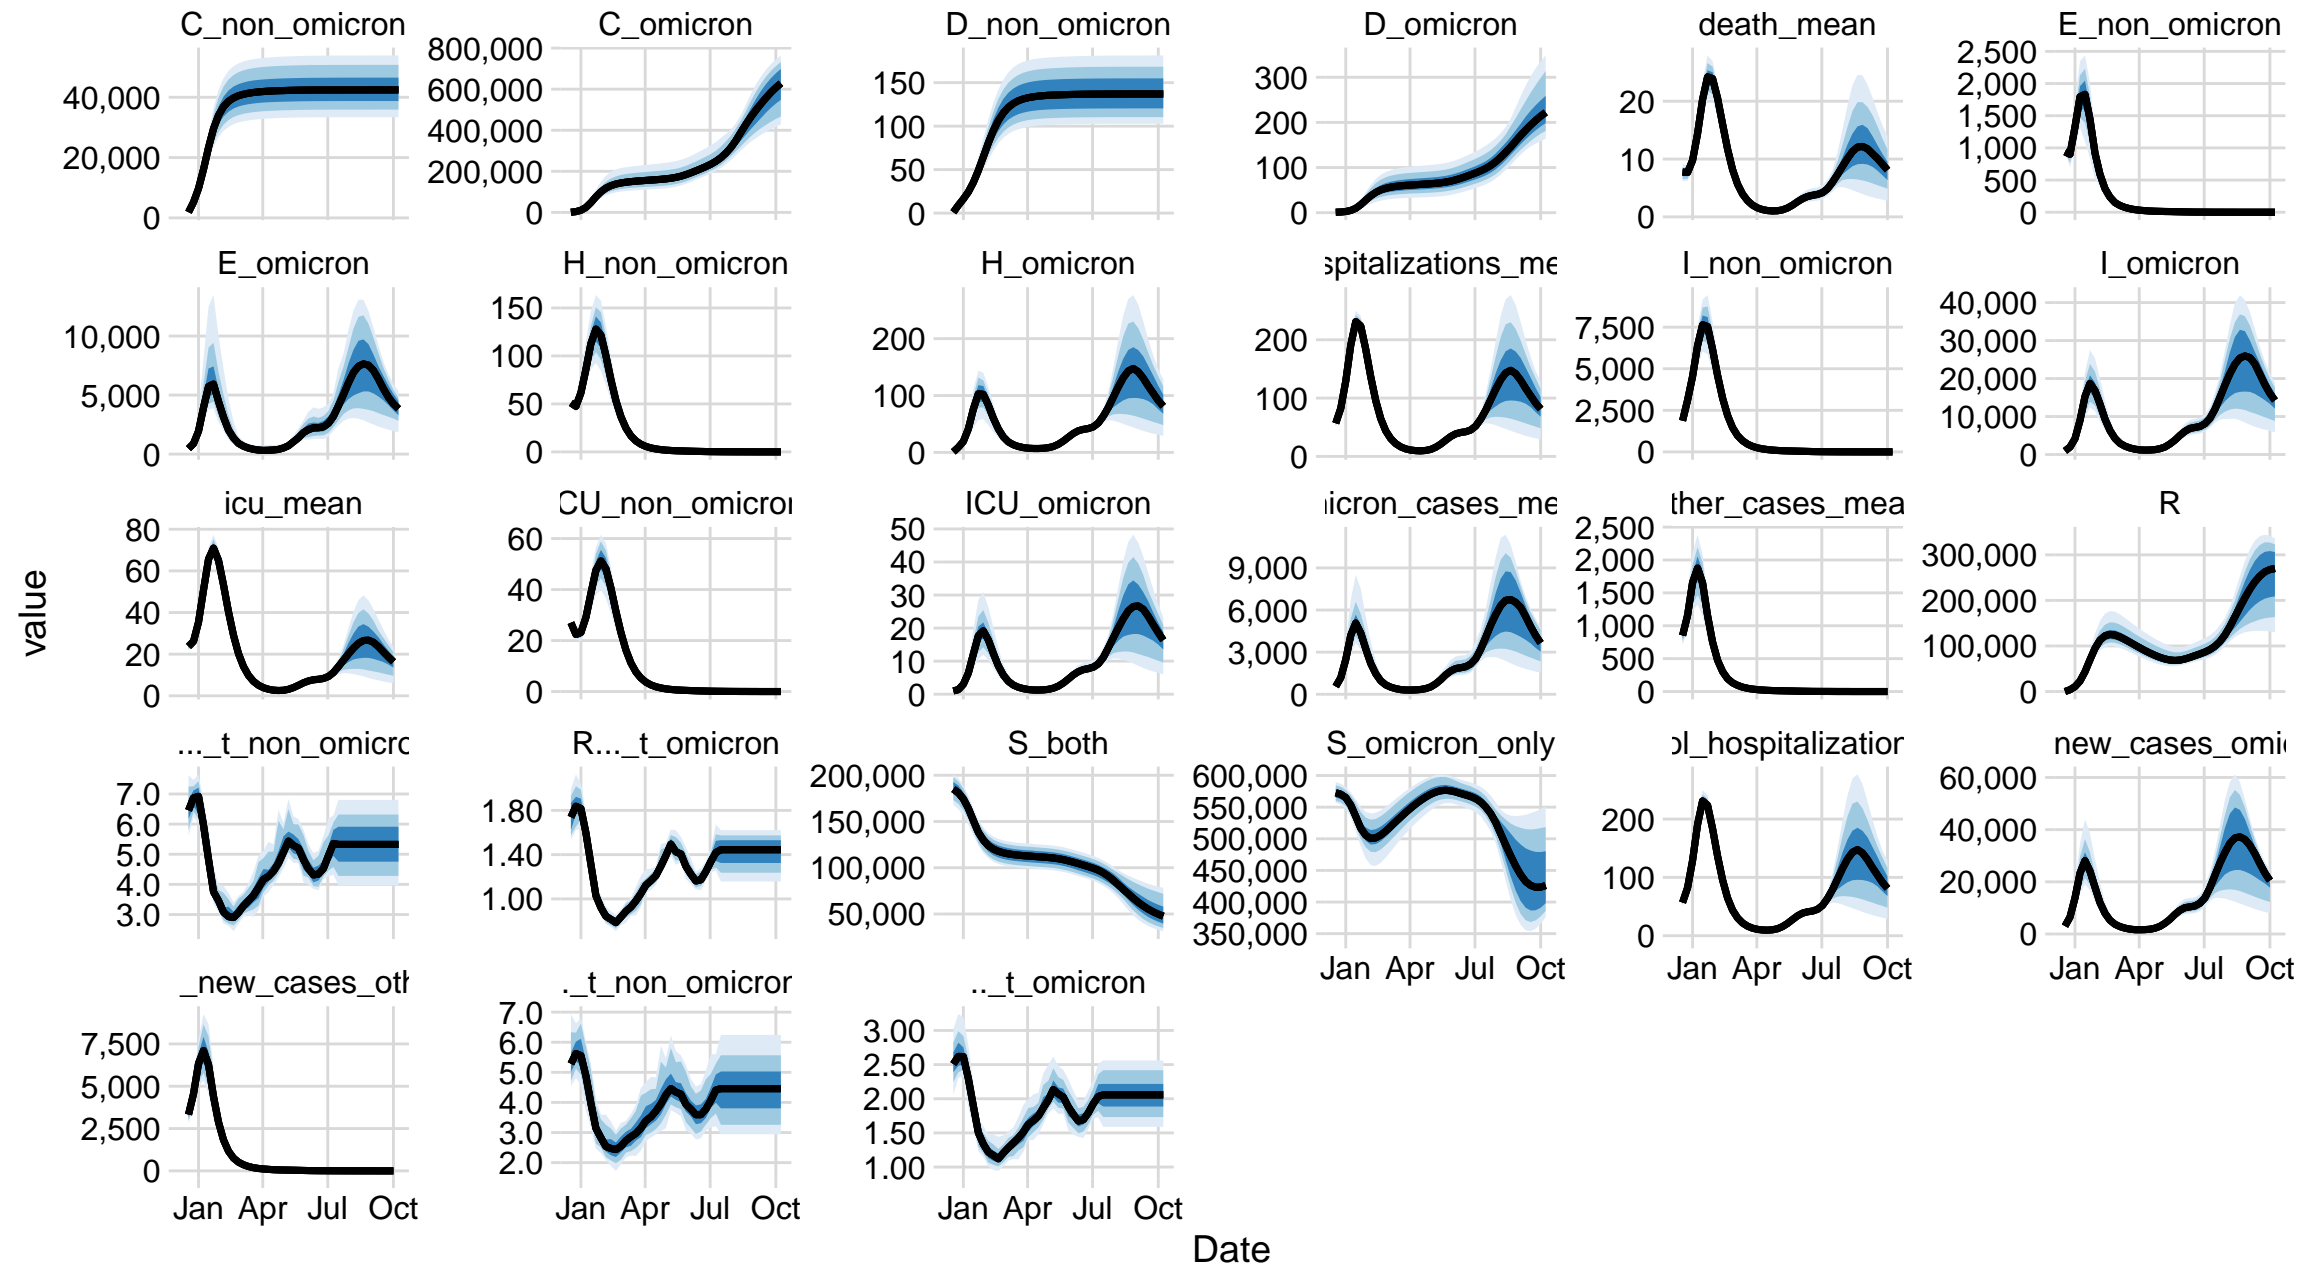 C_non_omicron C_omicron D_non_omicron D_omicron death_mean E_non_omicron
40,000 20,000 0
800,000 600,000 400,000 200,000 0
150 100 50 0
300 200 100 0
20 10 0
2,500 2,000 1,500 1,000 500 0
E_omicron H_non_omicron H_omicron spitalizations_me I_non_omicron I_omicron
10,000 5,000 0
150 100 50 0
200 100 0
200 100 0
7,500 5,000 2,500 0
40,000 30,000 20,000 10,000 0
icu_mean CU_non_omicron ICU_omicron icron_cases_me ther_cases_mea R
80 60 40 20 0
60 40 20 0
50 40 30 20 10 0
9,000 6,000 3,000 0
2,500 2,000 1,500 1,000 500 0
300,000 200,000 100,000 0
..._t_non_omicrc R..._t_omicron S_both S_omicron_only ol_hospitalization new_cases_omic
7.0 6.0 5.0 4.0 3.0
1.80 1.40 1.00
200,000 150,000 100,000 50,000
600,000 550,000 500,000 450,000 400,000 350,000
200 100 0
60,000 40,000 20,000 0
Jan Apr Jul Oct
Jan Apr Jul Oct
Jan Apr Jul Oct
_new_cases_oth ._t_non_omicron .._t_omicron
7,500 5,000 2,500 0
7.0 6.0 5.0 4.0 3.0 2.0
3.00 2.50 2.00 1.50 1.00
Jan Apr Jul Oct
Jan Apr Jul Oct
Jan Apr Jul Oct
value
Date